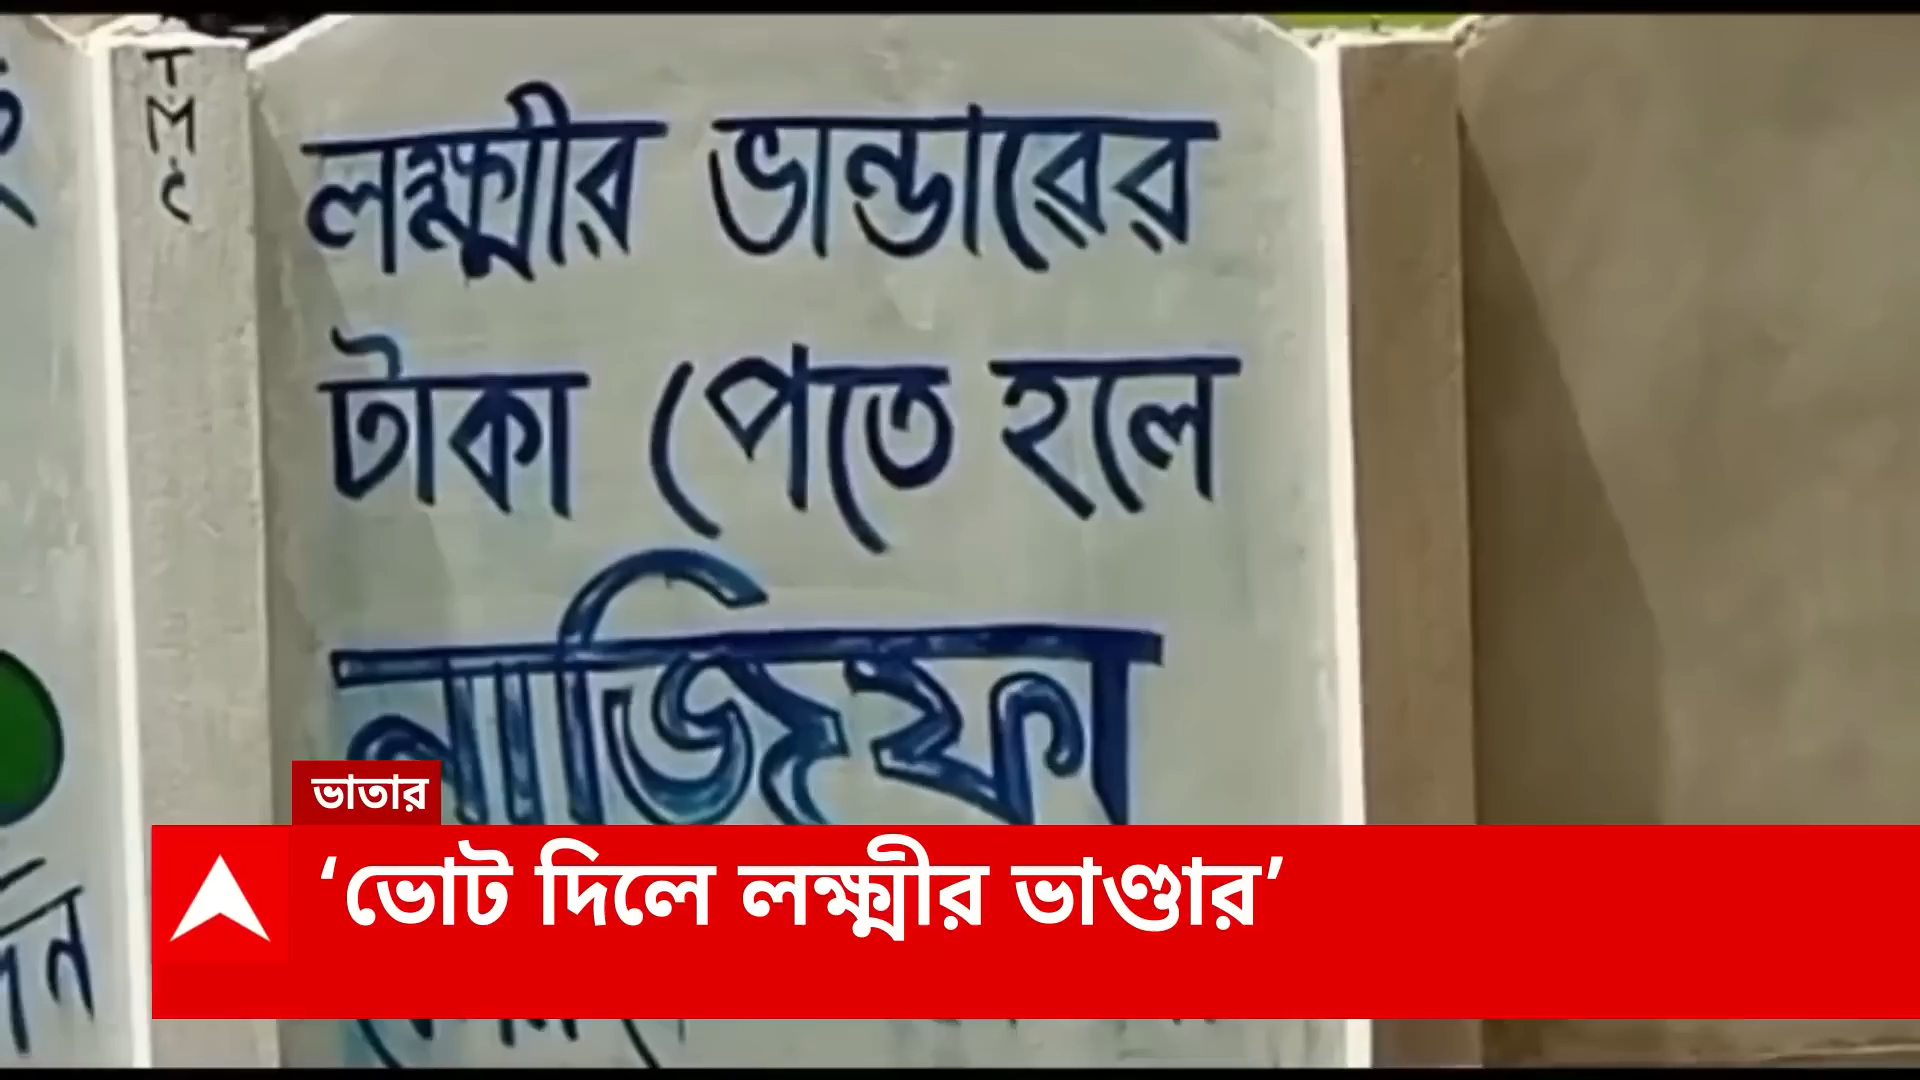 T.M.C
লক্ষ্মীর ভান্ডারের
টাকা পেতে হলে
নাজিফা
ভাতার
‘ভোট দিলে লক্ষ্মীর ভাণ্ডার’